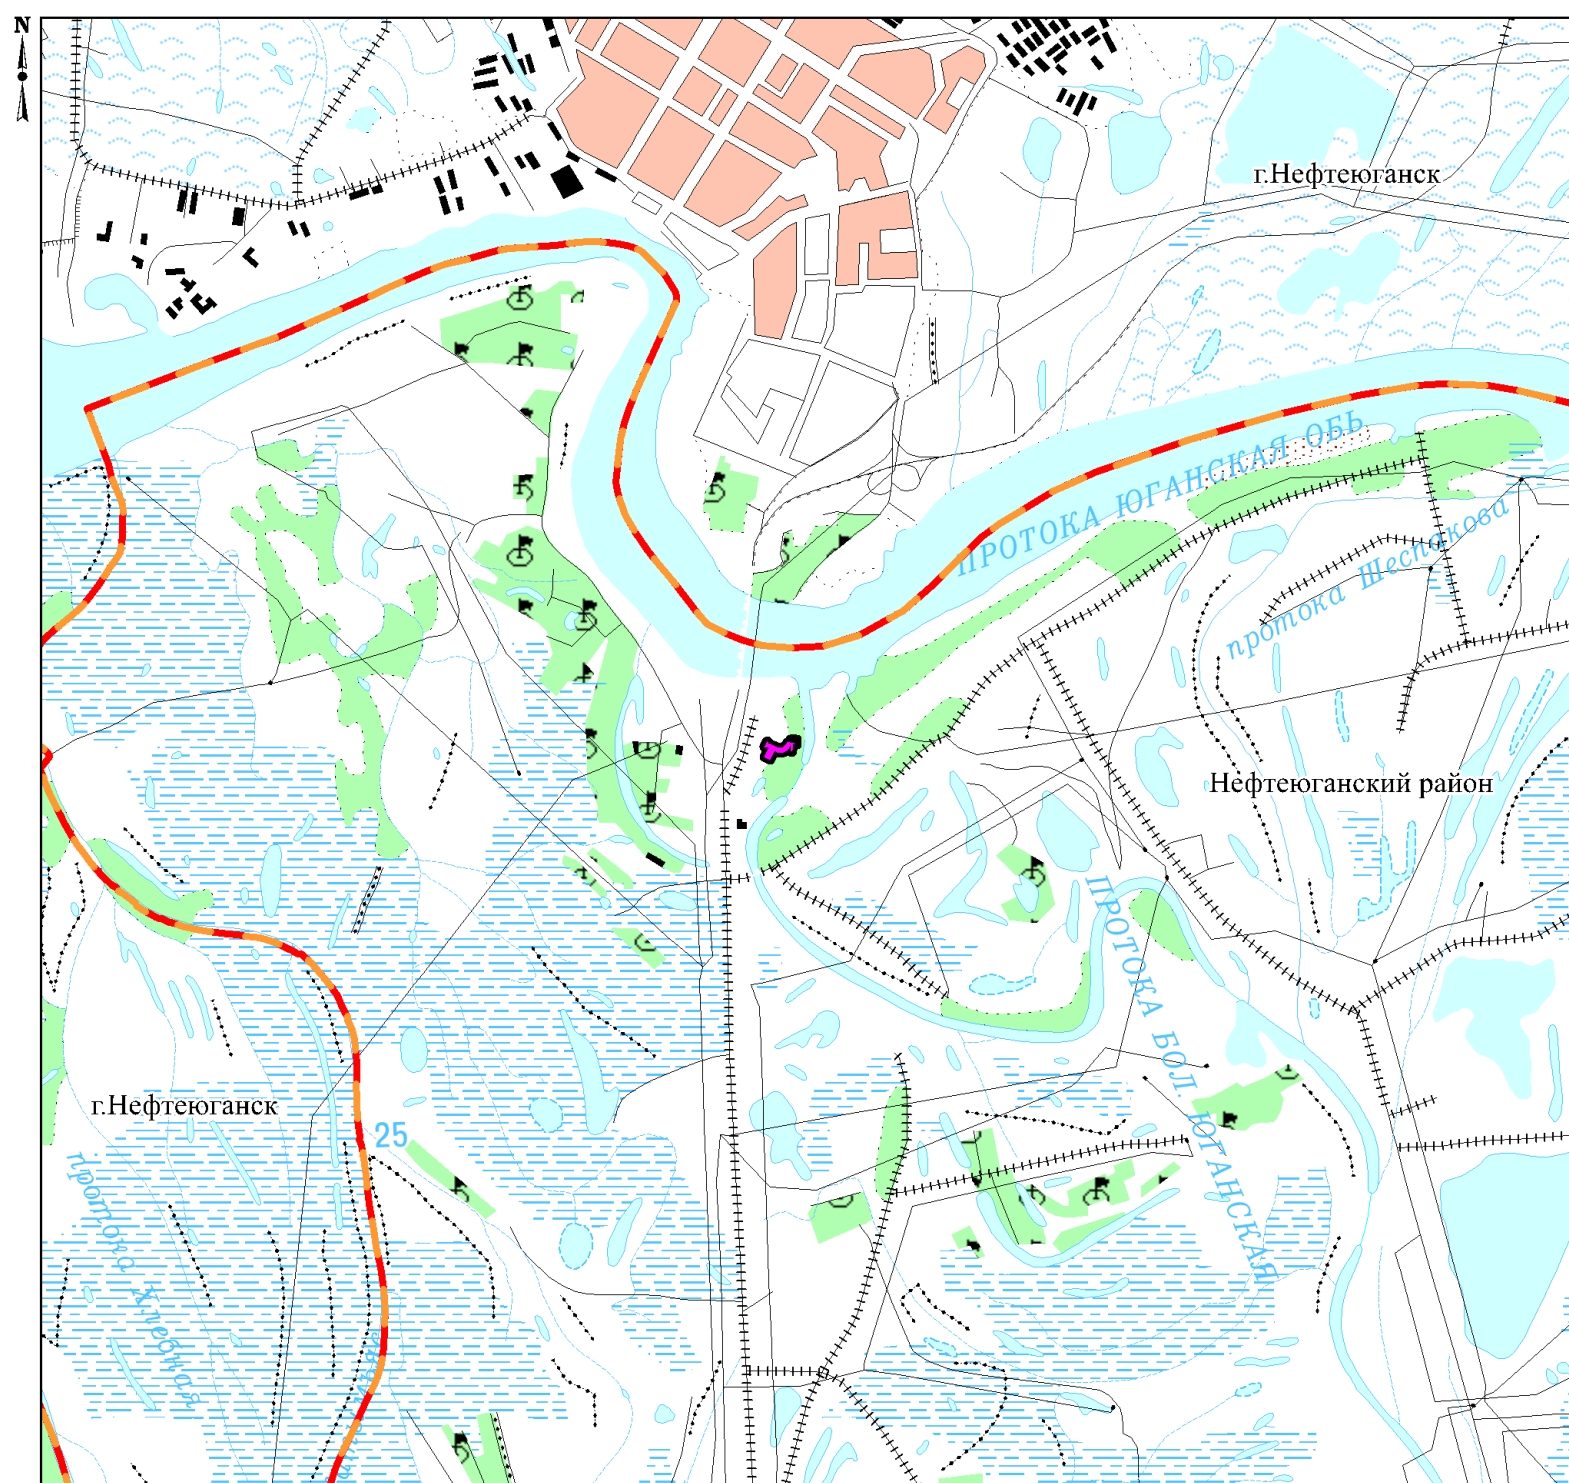 N
г.Нефтеюганск
ПРОТОКА ЮГАНСКАЯ ОБЬ
протока Шеспакова
Нефтеюганский район
ПРОТОКА БОЛ. ЮГАНСКАЯ
г.Нефтеюганск
25
протока Хлебная